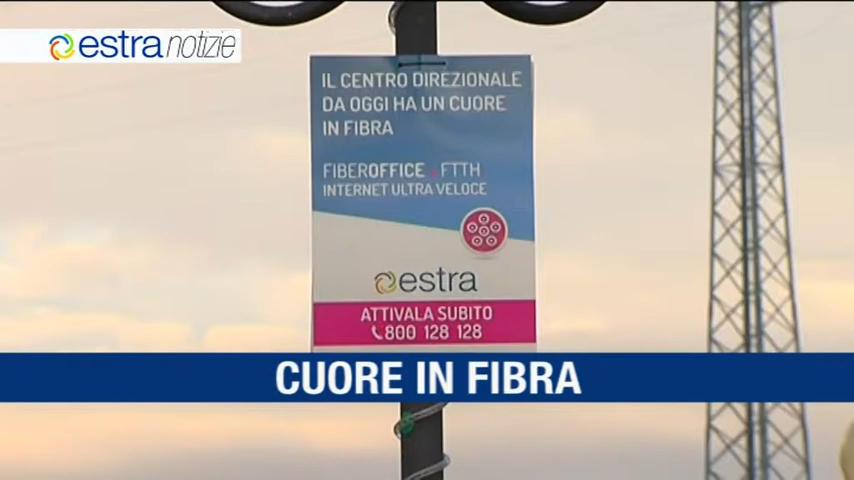 estra notizie
IL CENTRO DIREZIONALE
DA OGGI HA UN CUORE
IN FIBRA
FIBEROFFICE FTTH
INTERNET ULTRA VELOCE
estra
ATTIVALA SUBITO
800 128 128
CUORE IN FIBRA